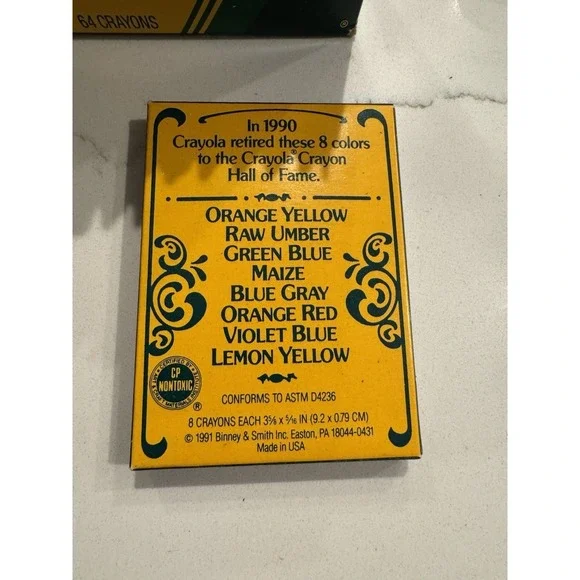 64 CRAYONS
®
In 1990
Crayola retired these 8 colors
to the Crayola® Crayon
Hall of Fame.
ORANGE YELLOW
RAW UMBER
GREEN BLUE
MAIZE
BLUE GRAY
ORANGE RED
VIOLET BLUE
LEMON YELLOW
CP
NONTOXIC
®
CONFORMS TO ASTM D4236
8 CRAYONS EACH 3⅝ x 5/16 IN (9.2 x 0.79 CM)
© 1991 Binney & Smith Inc. Easton, PA 18044-0431
Made in USA